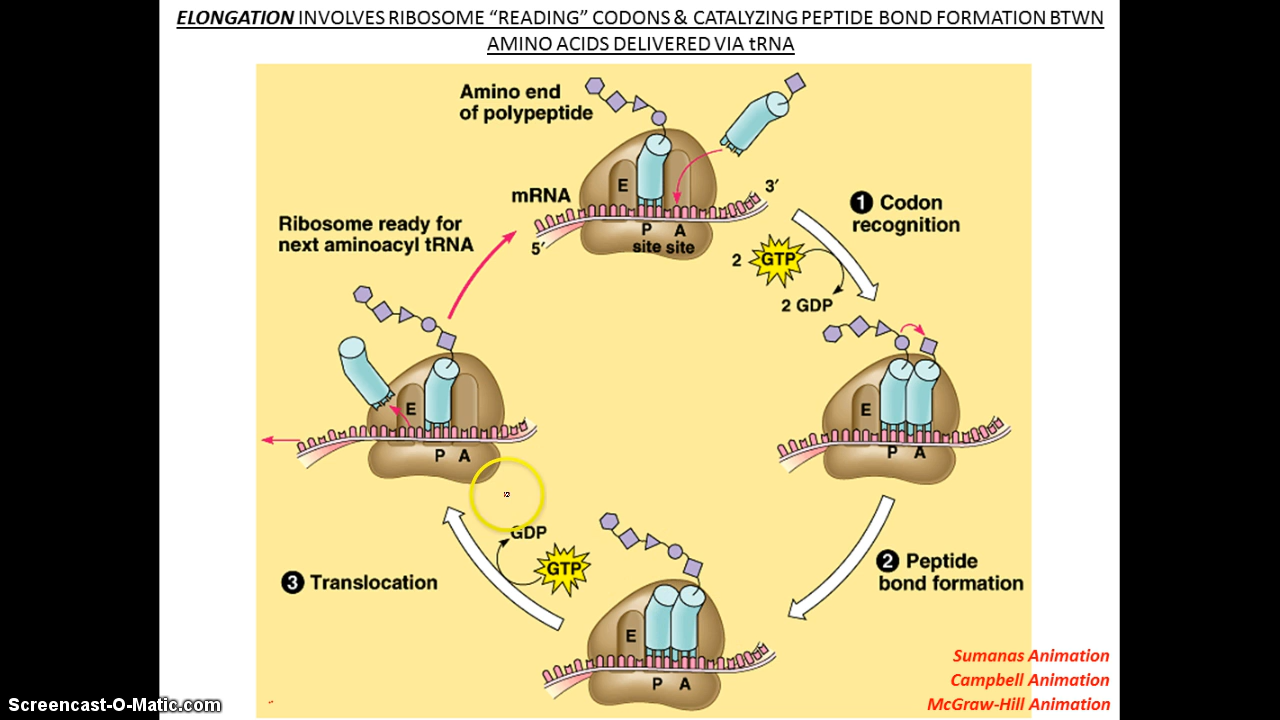 ELONGATION INVOLVES RIBOSOME “READING” CODONS & CATALYZING PEPTIDE BOND FORMATION BTWN
AMINO ACIDS DELIVERED VIA tRNA
Amino end
of polypeptide
E
mRNA
3′
5′
P A
site site
1 Codon
recognition
2 GTP
2 GDP
Ribosome ready for
next aminoacyl tRNA
E
P A
E
P A
2 Peptide
bond formation
GDP
GTP
3 Translocation
E
P A
Sumanas Animation
Campbell Animation
McGraw-Hill Animation
Screencast-O-Matic.com